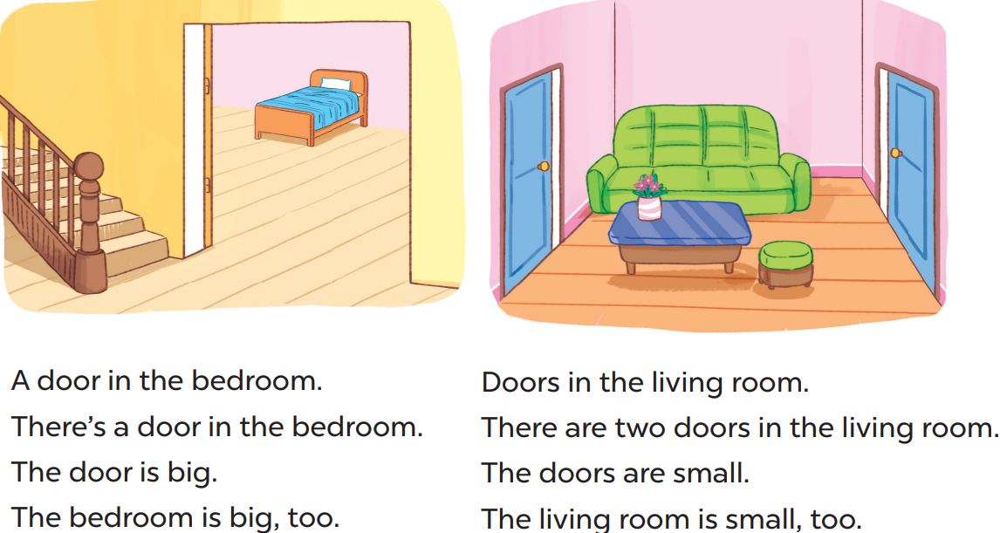 A door in the bedroom.
There’s a door in the bedroom.
The door is big.
The bedroom is big, too.
Doors in the living room.
There are two doors in the living room.
The doors are small.
The living room is small, too.